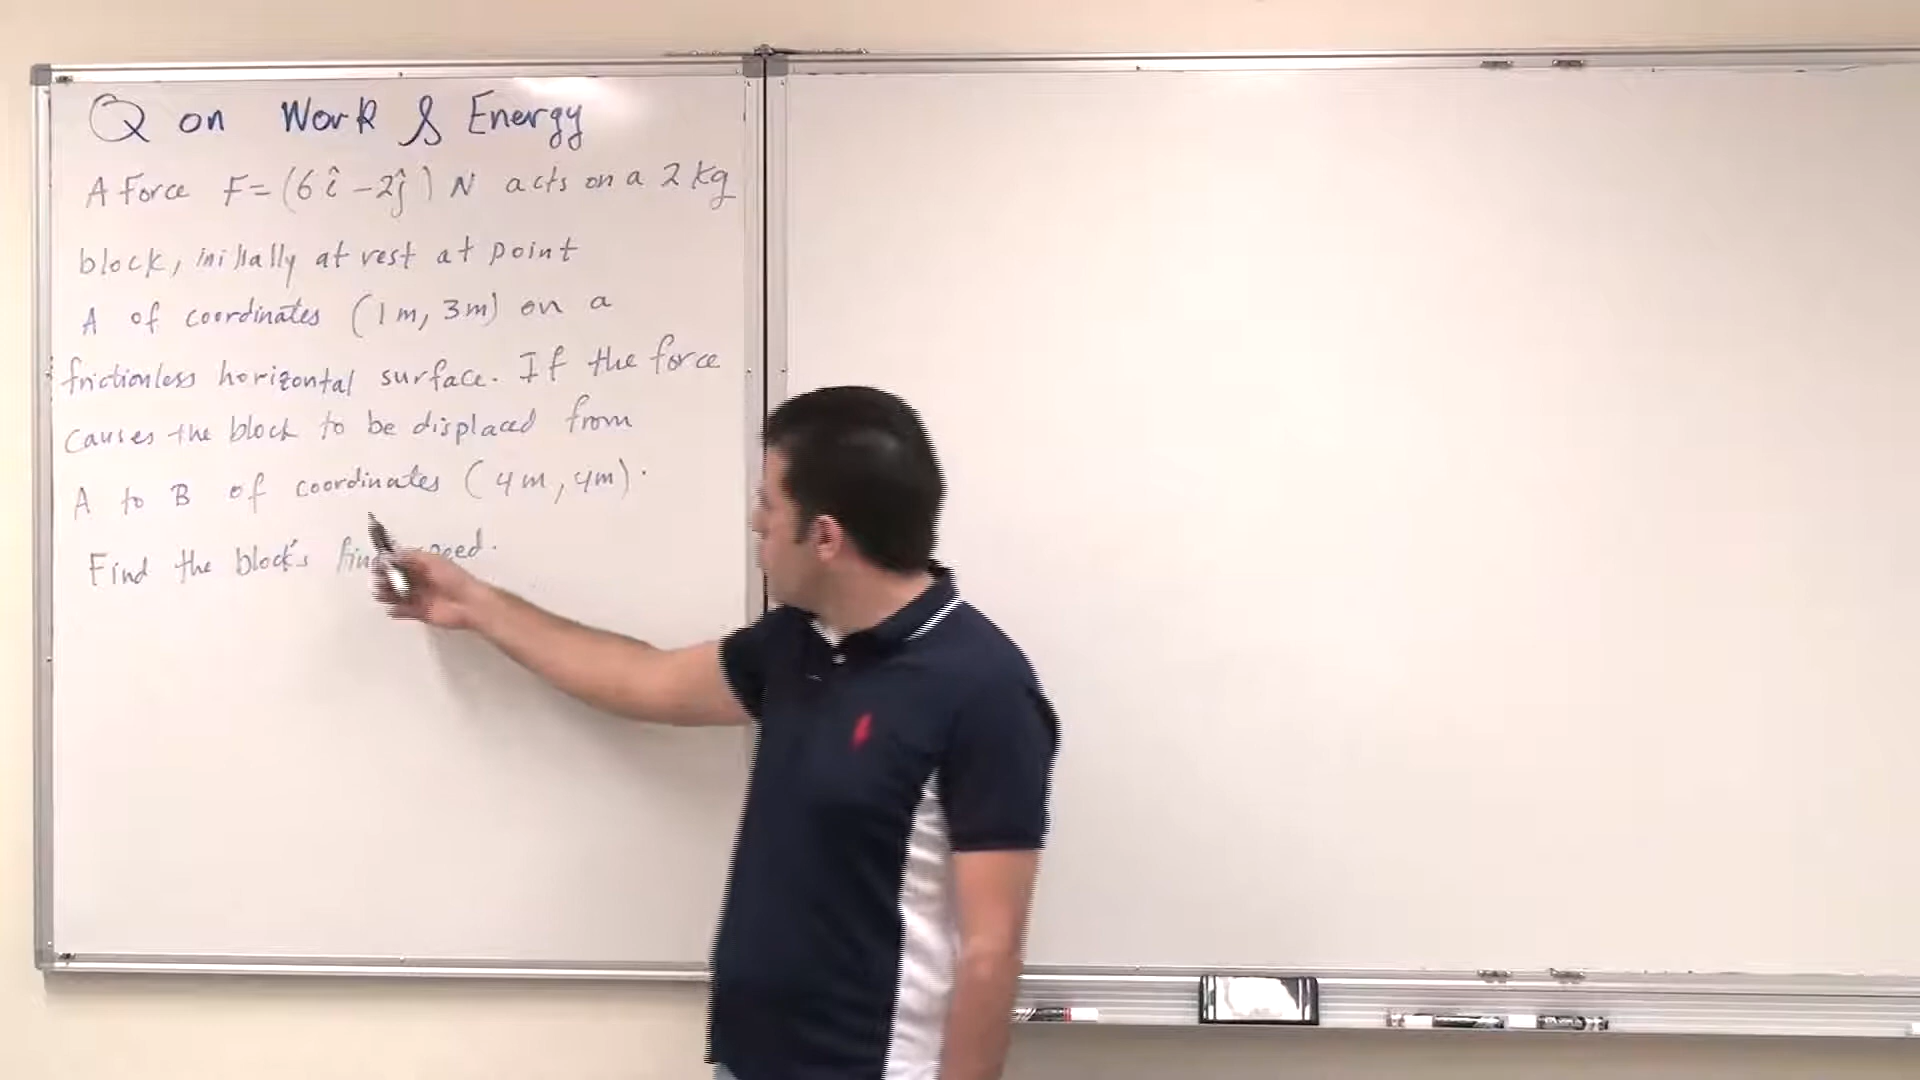 Q on Work & Energy
A Force F = (6î - 2ĵ) N acts on a 2 kg
block, initially at rest at point
A of coordinates (1m, 3m) on a
frictionless horizontal surface. If the force
causes the block to be displaced from
A to B of coordinates (4m, 4m).
Find the block's